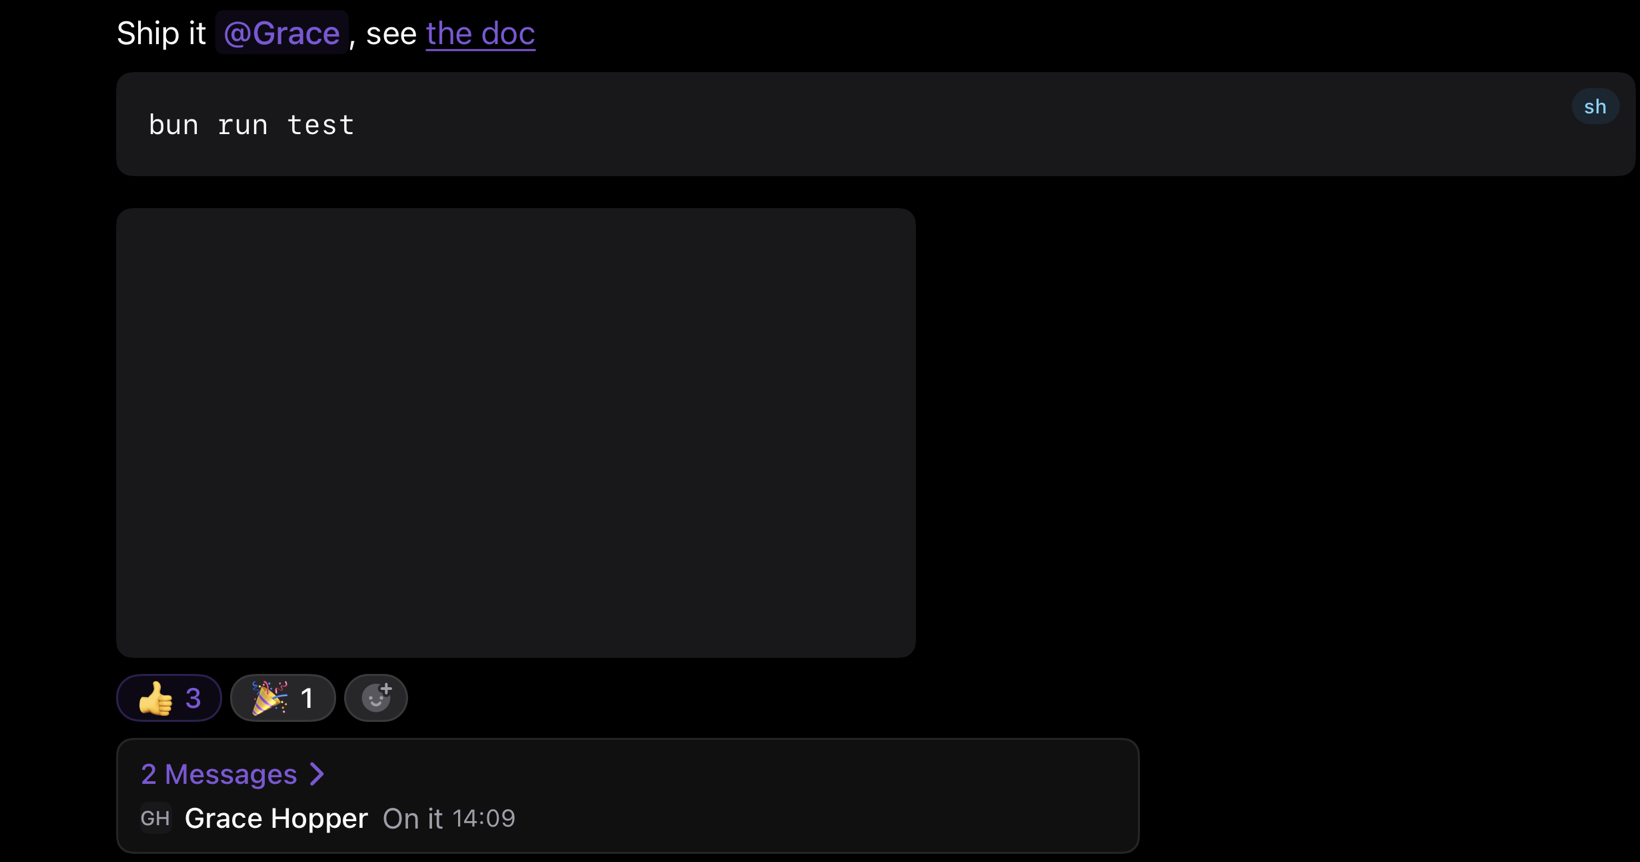 Ship it @Grace, see the doc
sh
bun run test
👍 3 🎉 1
2 Messages
GH Grace Hopper On it 14:09